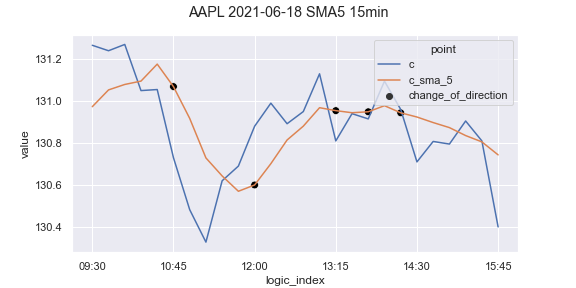 AAPL 2021-06-18 SMA5 15min
point
c
c_sma_5
change_of_direction
131.2
131.0
130.8
130.6
130.4
value
09:30 10:45 12:00 13:15 14:30 15:45
logic_index